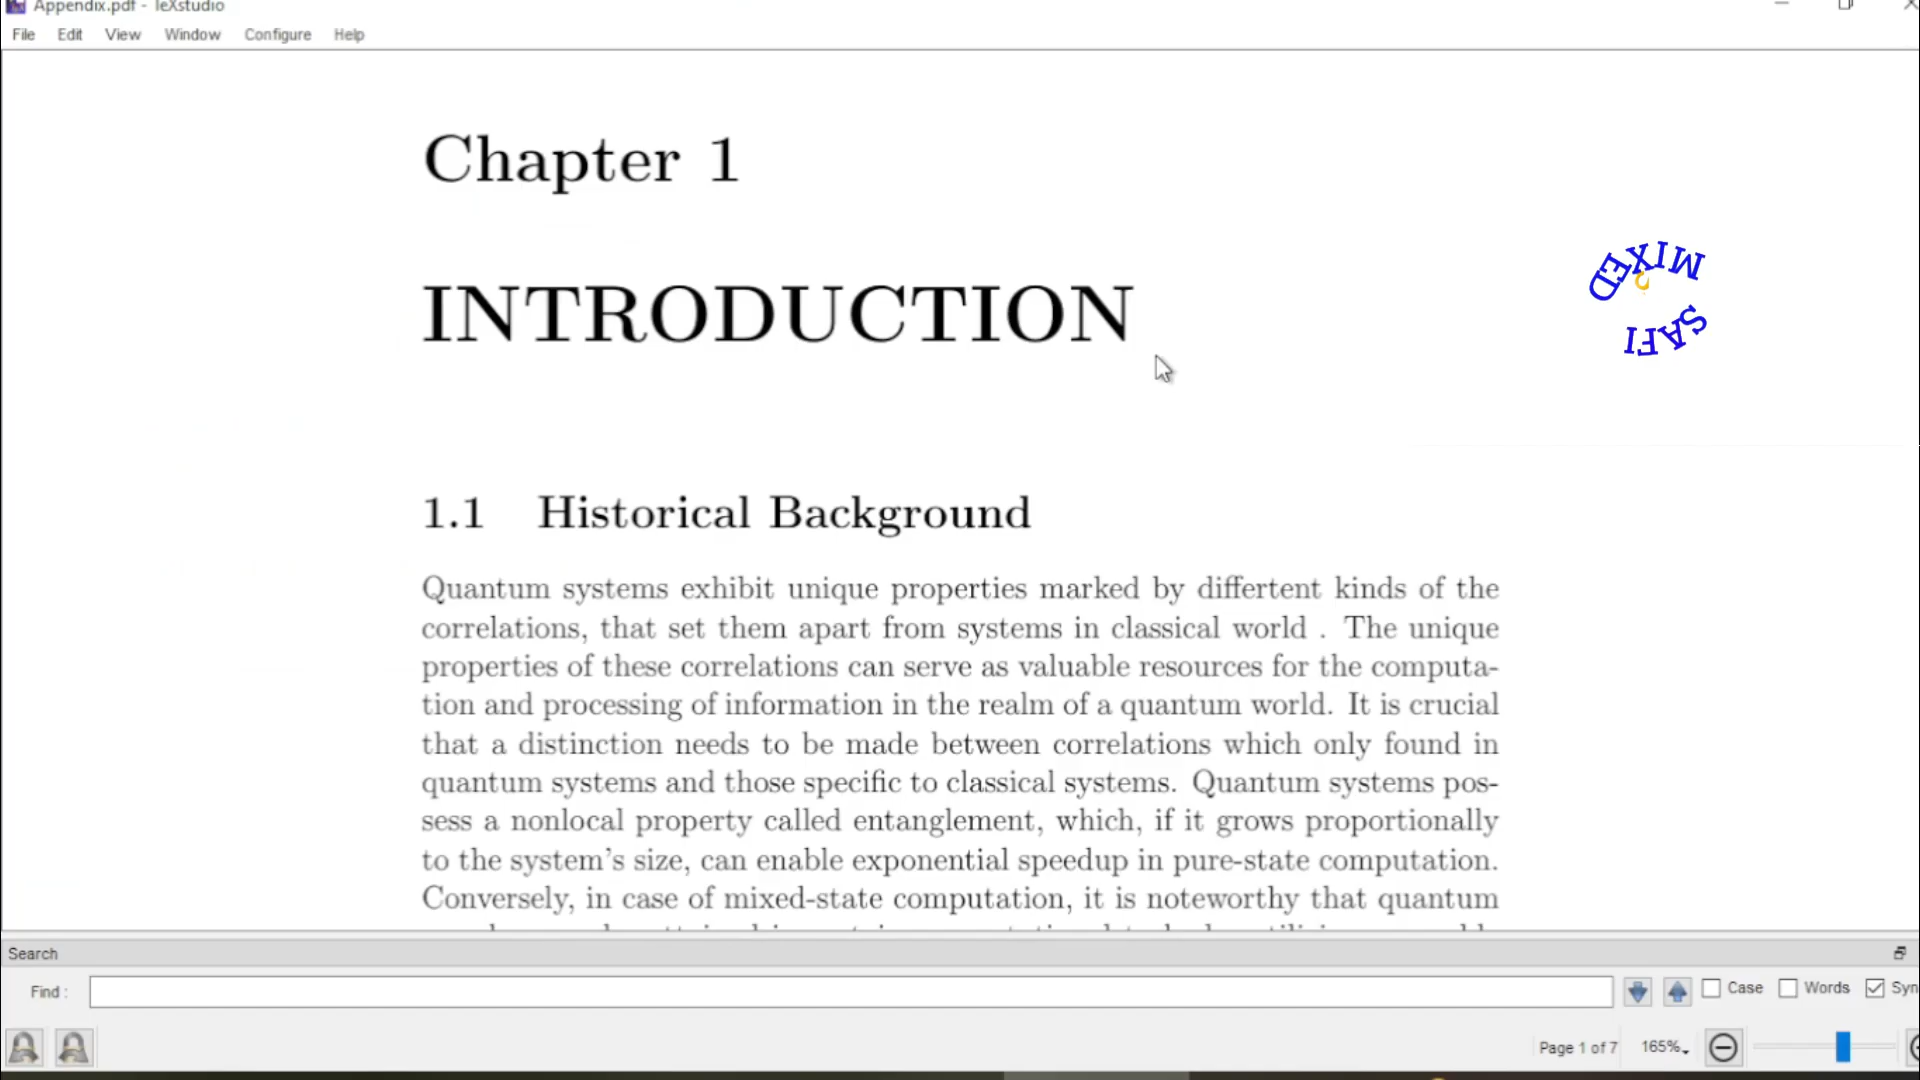 Appendix.pdf - TeXstudio
File Edit View Window Configure Help
Chapter 1
INTRODUCTION
MIXED
SAFI
1.1 Historical Background
Quantum systems exhibit unique properties marked by differtent kinds of the
correlations, that set them apart from systems in classical world . The unique
properties of these correlations can serve as valuable resources for the computa-
tion and processing of information in the realm of a quantum world. It is crucial
that a distinction needs to be made between correlations which only found in
quantum systems and those specific to classical systems. Quantum systems pos-
sess a nonlocal property called entanglement, which, if it grows proportionally
to the system's size, can enable exponential speedup in pure-state computation.
Conversely, in case of mixed-state computation, it is noteworthy that quantum
Search
Find :
Case Words Syn
Page 1 of 7 165%